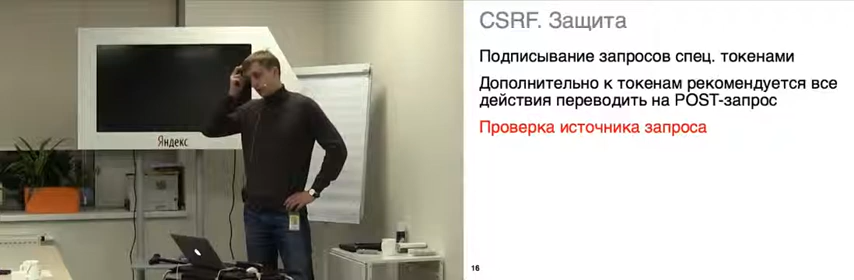 CSRF. Защита
Подписывание запросов спец. токенами
Дополнительно к токенам рекомендуется все
действия переводить на POST-запрос
Проверка источника запроса
Яндекс
16